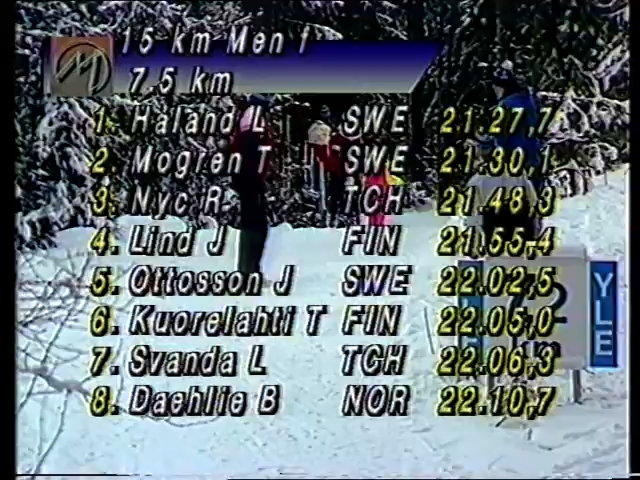 15 km Men f
7.5 km
1. Haland L SWE 21.27,7
2. Mogren T SWE 21.30,1
3. Nyc R TCH 21.48,3
4. Lind J FIN 21.55,4
5. Ottosson J SWE 22.02,5
6. Kuorelahti T FIN 22.05,0
7. Svanda L TCH 22.06,3
8. Daehlie B NOR 22.10,7
YLE
km